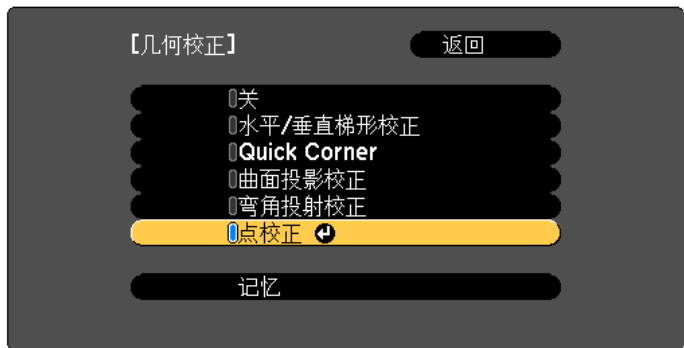 【几何校正】 返回
关
水平/垂直梯形校正
Quick Corner
曲面投影校正
弯角投射校正
点校正
记忆